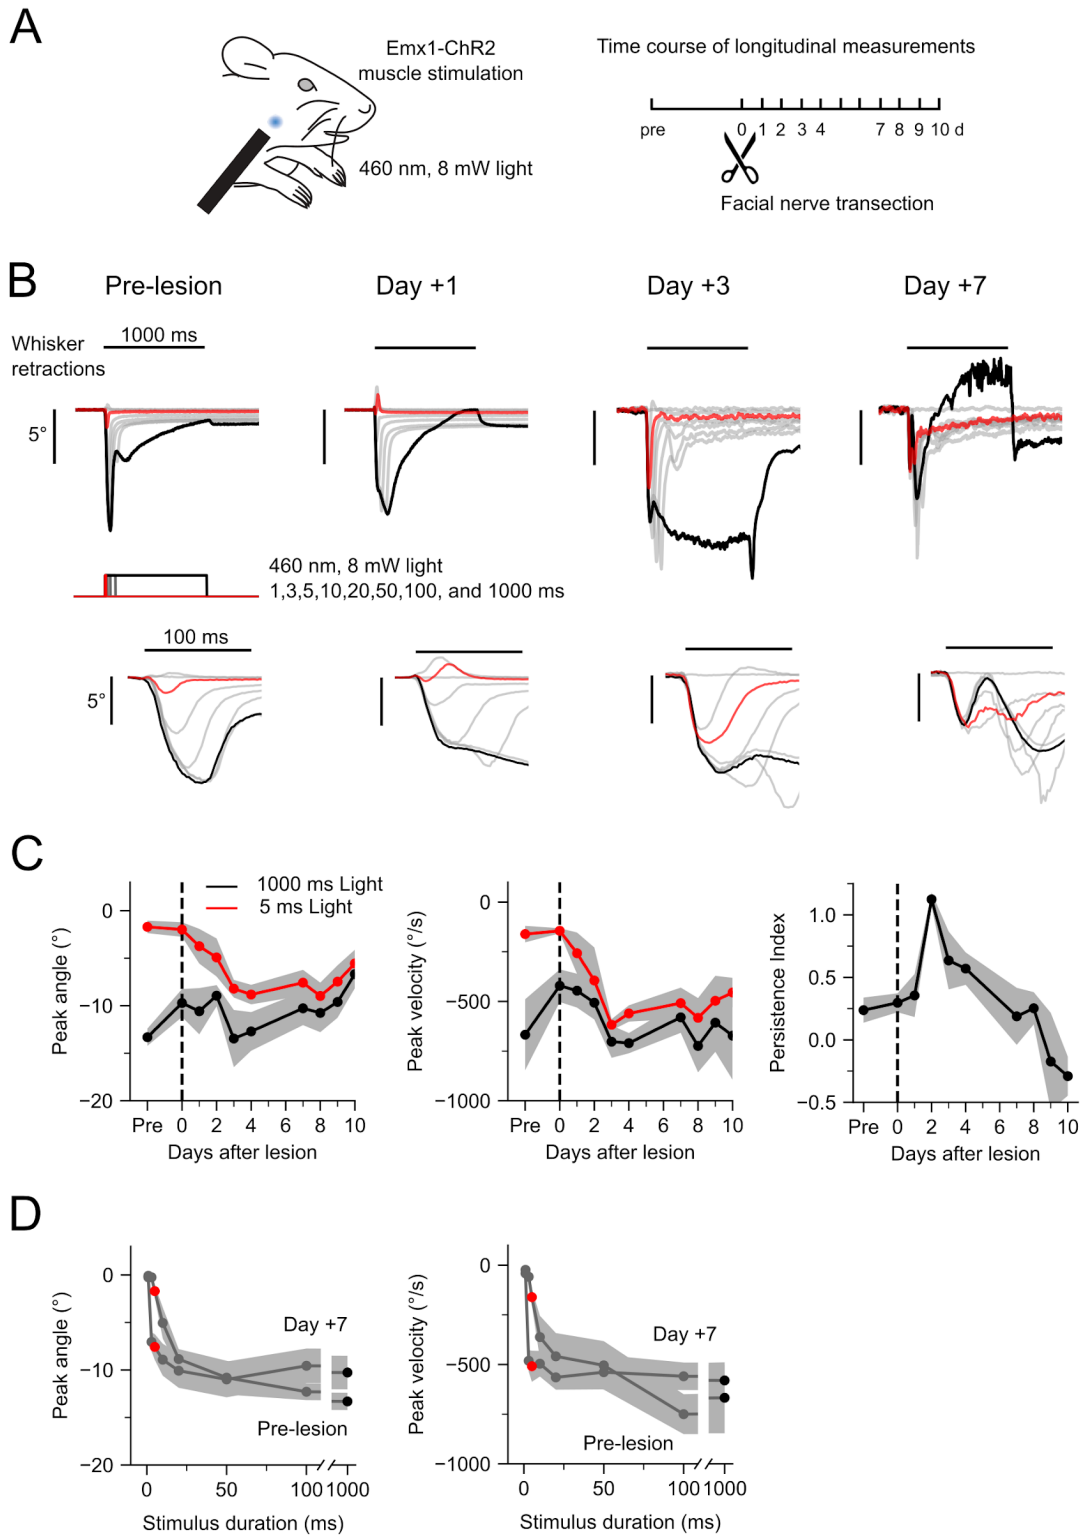 A
Emx1-ChR2
muscle stimulation
460 nm, 8 mW light
Time course of longitudinal measurements
pre 0 1 2 3 4 7 8 9 10 d
Facial nerve transection
B
Pre-lesion Day +1 Day +3 Day +7
Whisker
retractions
1000 ms
5°
460 nm, 8 mW light
1,3,5,10,20,50,100, and 1000 ms
100 ms
5°
C
1000 ms Light
5 ms Light
Peak angle (°)
0
−10
−20
Pre 0 2 4 6 8 10
Days after lesion
Peak velocity (°/s)
0
−500
−1000
Pre 0 2 4 6 8 10
Days after lesion
Persistence Index
1.0
0.5
0.0
−0.5
Pre 0 2 4 6 8 10
Days after lesion
D
Peak angle (°)
0
−10
−20
Day +7
Pre-lesion
0 50 100 1000
Stimulus duration (ms)
Peak velocity (°/s)
0
−500
−1000
Day +7
Pre-lesion
0 50 100 1000
Stimulus duration (ms)